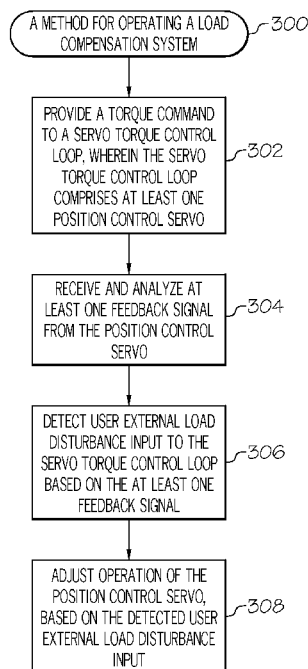 A METHOD FOR OPERATING A LOAD
COMPENSATION SYSTEM
300
PROVIDE A TORQUE COMMAND
TO A SERVO TORQUE CONTROL
LOOP, WHEREIN THE SERVO
TORQUE CONTROL LOOP
COMPRISES AT LEAST ONE
POSITION CONTROL SERVO
302
RECEIVE AND ANALYZE AT
LEAST ONE FEEDBACK SIGNAL
FROM THE POSITION CONTROL
SERVO
304
DETECT USER EXTERNAL LOAD
DISTURBANCE INPUT TO THE
SERVO TORQUE CONTROL LOOP
BASED ON THE AT LEAST ONE
FEEDBACK SIGNAL
306
ADJUST OPERATION OF THE
POSITION CONTROL SERVO,
BASED ON THE DETECTED USER
EXTERNAL LOAD DISTURBANCE
INPUT
308